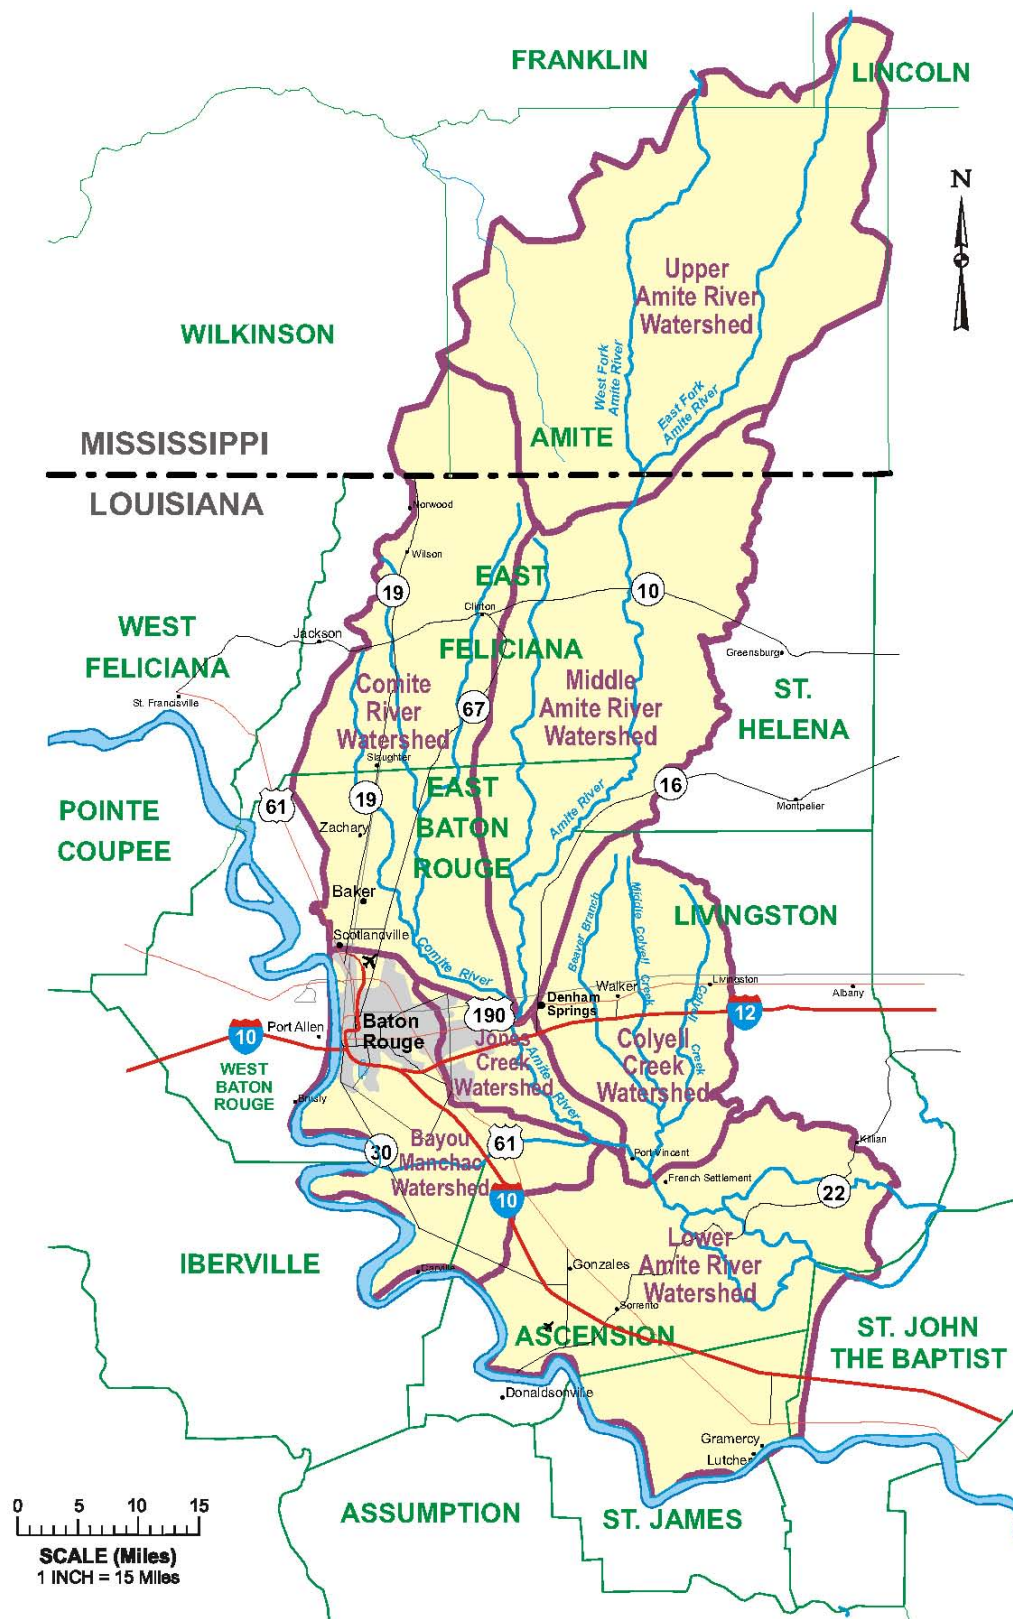 FRANKLIN
LINCOLN
N
Upper
Amite River
Watershed
WILKINSON
West Fork
Amite River
East Fork
Amite River
AMITE
MISSISSIPPI
LOUISIANA
Norwood
Wilson
EAST
19
10
Clinton
WEST
FELICIANA
Jackson
FELICIANA
Greensburg
St. Francisville
Comite
River
Watershed
67
Middle
Amite River
Watershed
ST.
HELENA
Slaughter
16
POINTE
COUPEE
61
19
EAST
BATON
ROUGE
Amite River
Montpelier
Zachary
Baker
Beaver Branch
Middle Colyell Creek
LIVINGSTON
Scotlandville
Comite River
Livingston
Albany
Walker
Denham
Springs
Colyell Creek
190
12
10
Port Allen
Baton
Rouge
Jones
Creek
Watershed
Amite River
Colyell
Creek
Watershed
WEST
BATON
ROUGE
Brusly
30
Bayou
Manchac
Watershed
61
Killian
Port Vincent
French Settlement
10
22
IBERVILLE
Carville
Gonzales
Lower
Amite River
Watershed
Sorrento
ASCENSION
ST. JOHN
THE BAPTIST
Donaldsonville
Gramercy
Lutcher
0 5 10 15
SCALE (Miles)
1 INCH = 15 Miles
ASSUMPTION
ST. JAMES